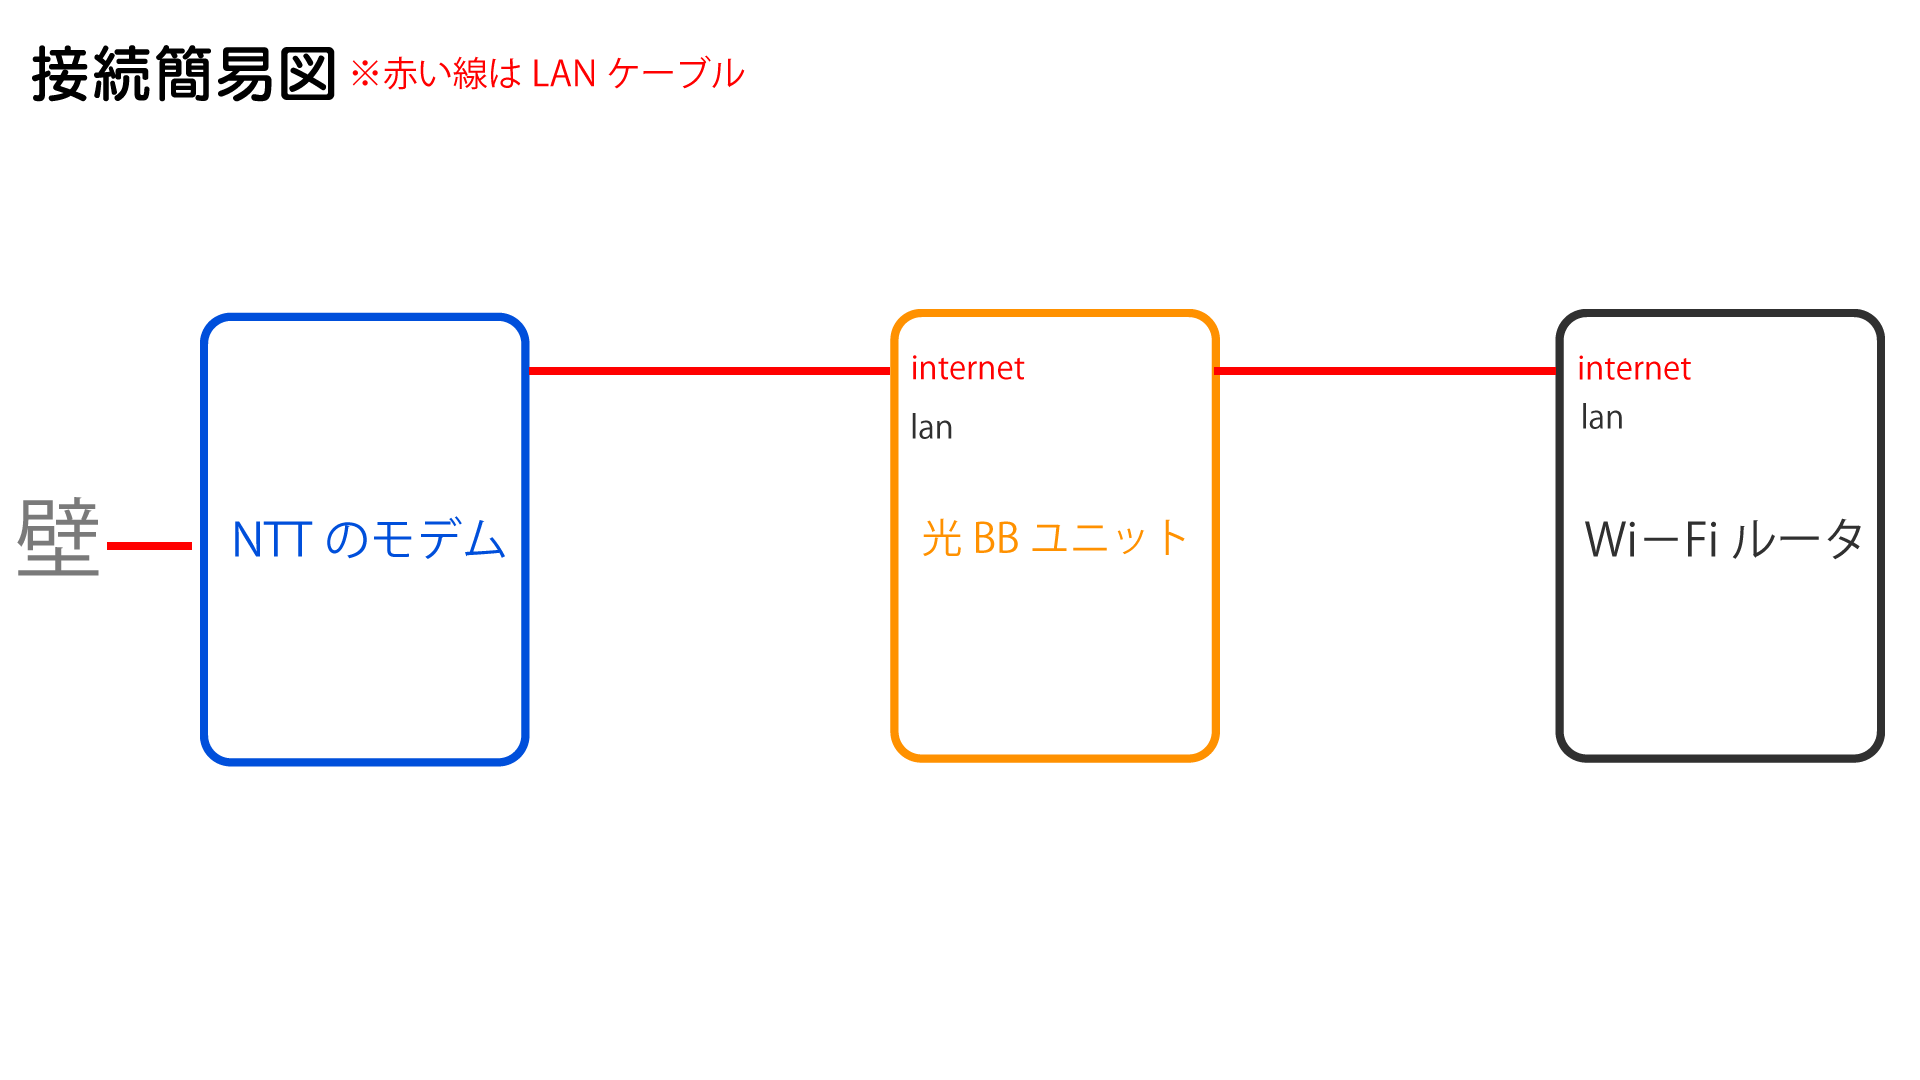 接続簡易図 ※赤い線は LAN ケーブル
internet
internet
lan
lan
壁
NTT のモデム
光 BB ユニット
Wi－Fi ルータ